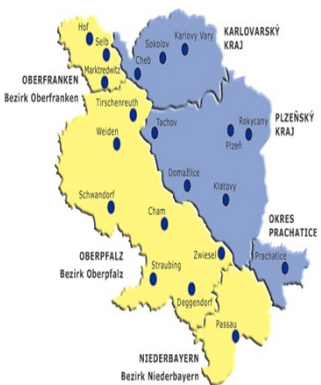 KARLOVARSKÝ
KRAJ
Hof
Selb
Sokolov
Karlovy Vary
Cheb
Marktredwitz
OBERFRANKEN
Bezirk Oberfranken
Tirschenreuth
Tachov
Rokycany
Plzeň
PLZEŇSKÝ
KRAJ
Weiden
Domažlice
Klatovy
Schwandorf
Cham
OKRES
PRACHATICE
Zwiesel
Prachatice
OBERPFALZ
Bezirk Oberpfalz
Straubing
Deggendorf
Passau
NIEDERBAYERN
Bezirk Niederbayern